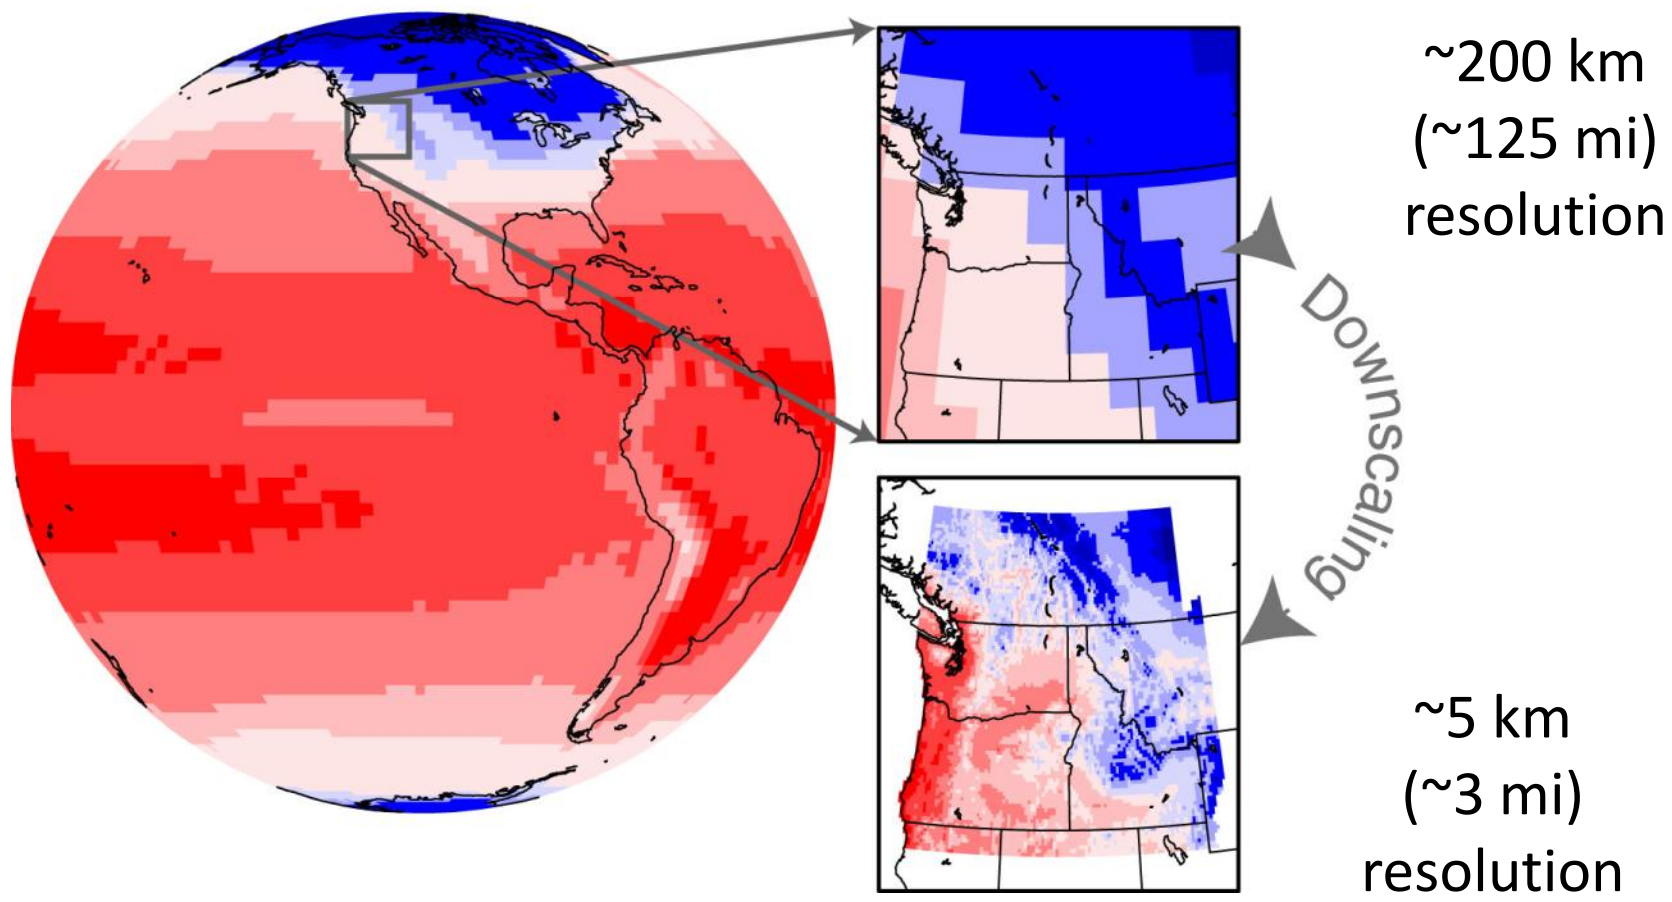 ~200 km
(~125 mi)
resolution
Downscaling
~5 km
(~3 mi)
resolution